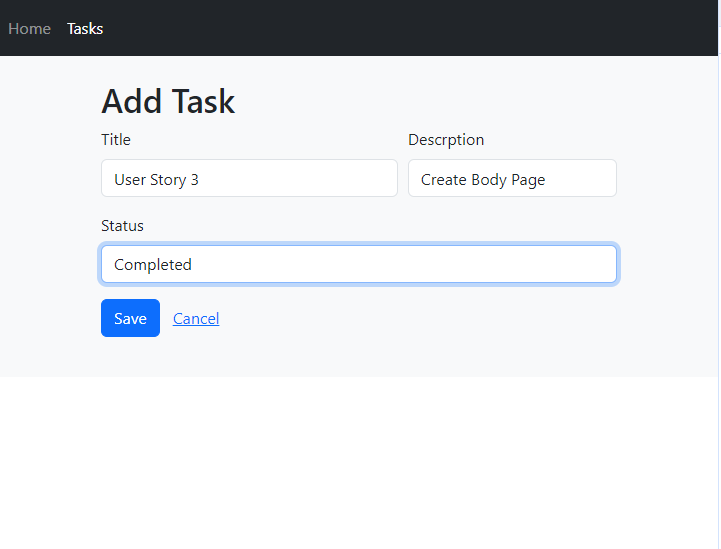 Home Tasks
Add Task
Title Descrption
User Story 3 Create Body Page
Status
Completed
Save Cancel